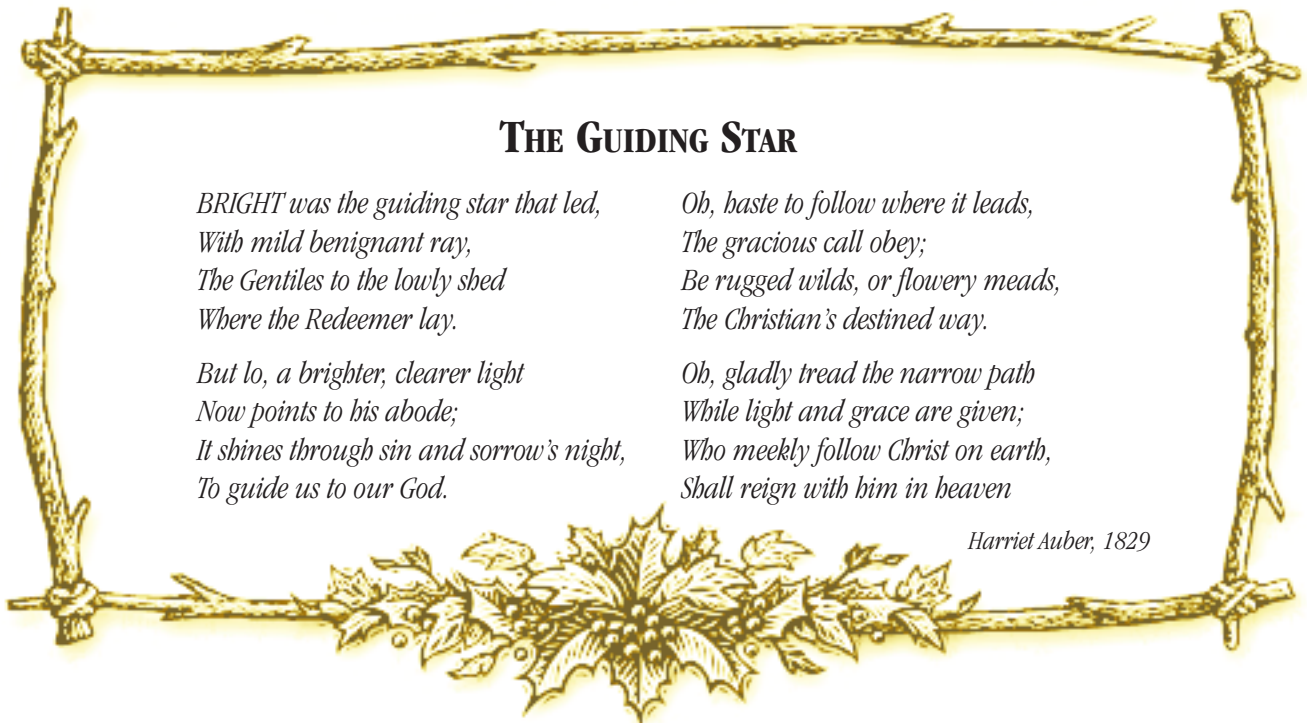 The Guiding Star
BRIGHT was the guiding star that led,
With mild benignant ray,
The Gentiles to the lowly shed
Where the Redeemer lay.
But lo, a brighter, clearer light
Now points to his abode;
It shines through sin and sorrow's night,
To guide us to our God.
Oh, haste to follow where it leads,
The gracious call obey;
Be rugged wilds, or flowery meads,
The Christian's destined way.
Oh, gladly tread the narrow path
While light and grace are given;
Who meekly follow Christ on earth,
Shall reign with him in heaven
Harriet Auber, 1829